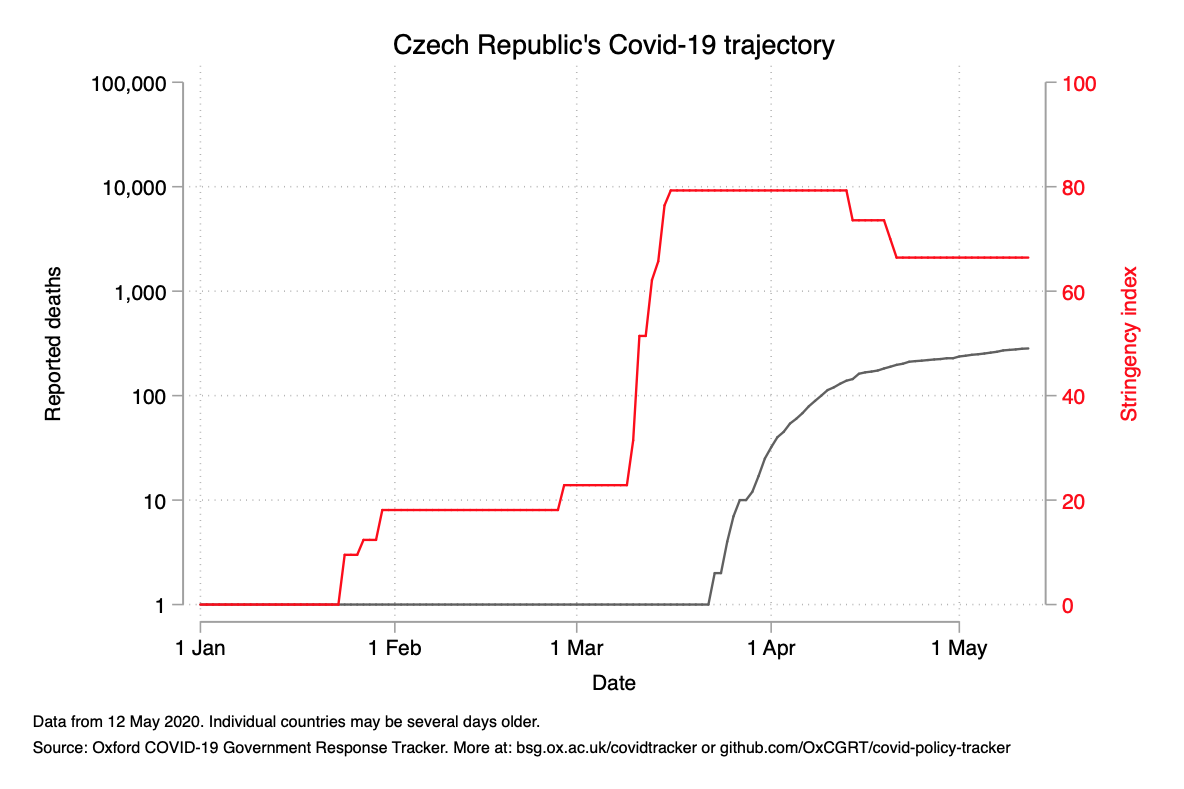 Czech Republic's Covid-19 trajectory
100,000
10,000
1,000
100
10
1
Reported deaths
100
80
60
40
20
0
Stringency index
1 Jan
1 Feb
1 Mar
1 Apr
1 May
Date
Data from 12 May 2020. Individual countries may be several days older.
Source: Oxford COVID-19 Government Response Tracker. More at: bsg.ox.ac.uk/covidtracker or github.com/OxCGRT/covid-policy-tracker